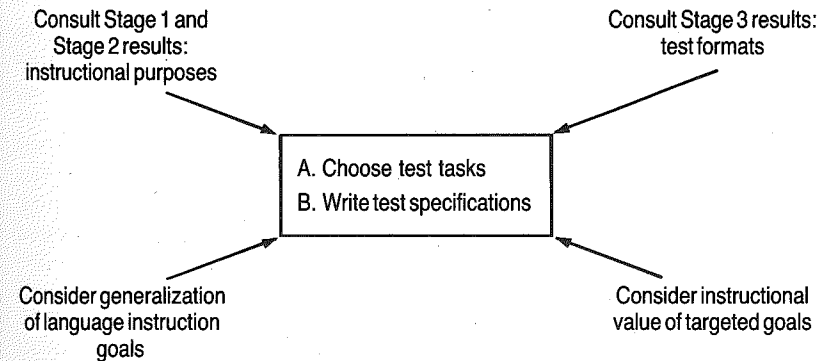 Consult Stage 1 and
Stage 2 results:
instructional purposes
Consult Stage 3 results:
test formats
A. Choose test tasks
B. Write test specifications
Consider generalization
of language instruction
goals
Consider instructional
value of targeted goals